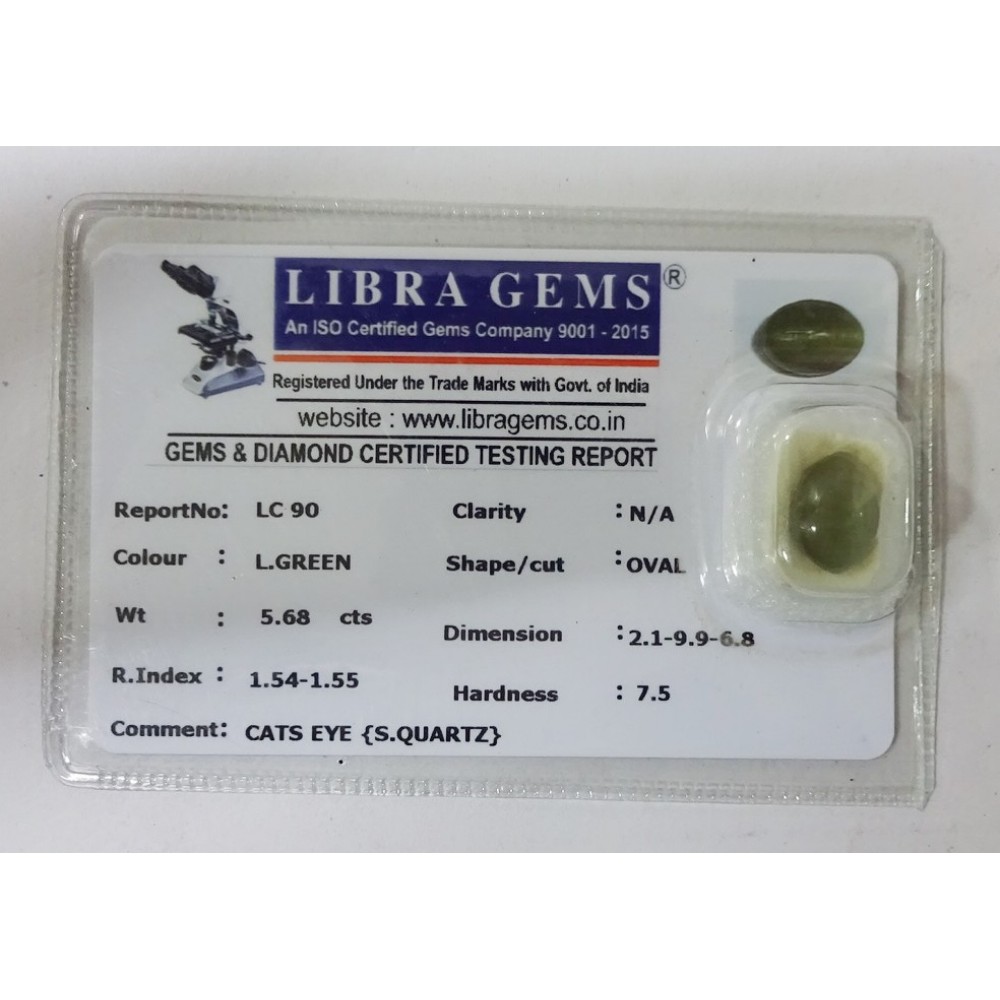 LIBRA GEMS ®
An ISO Certified Gems Company 9001 - 2015
Registered Under the Trade Marks with Govt. of India
website : www.libragems.co.in
GEMS & DIAMOND CERTIFIED TESTING REPORT
ReportNo: LC 90 Clarity : N/A
Colour : L.GREEN Shape/cut : OVAL
Wt : 5.68 cts Dimension : 2.1-9.9-6.8
R.Index : 1.54-1.55 Hardness : 7.5
Comment: CATS EYE {S.QUARTZ}